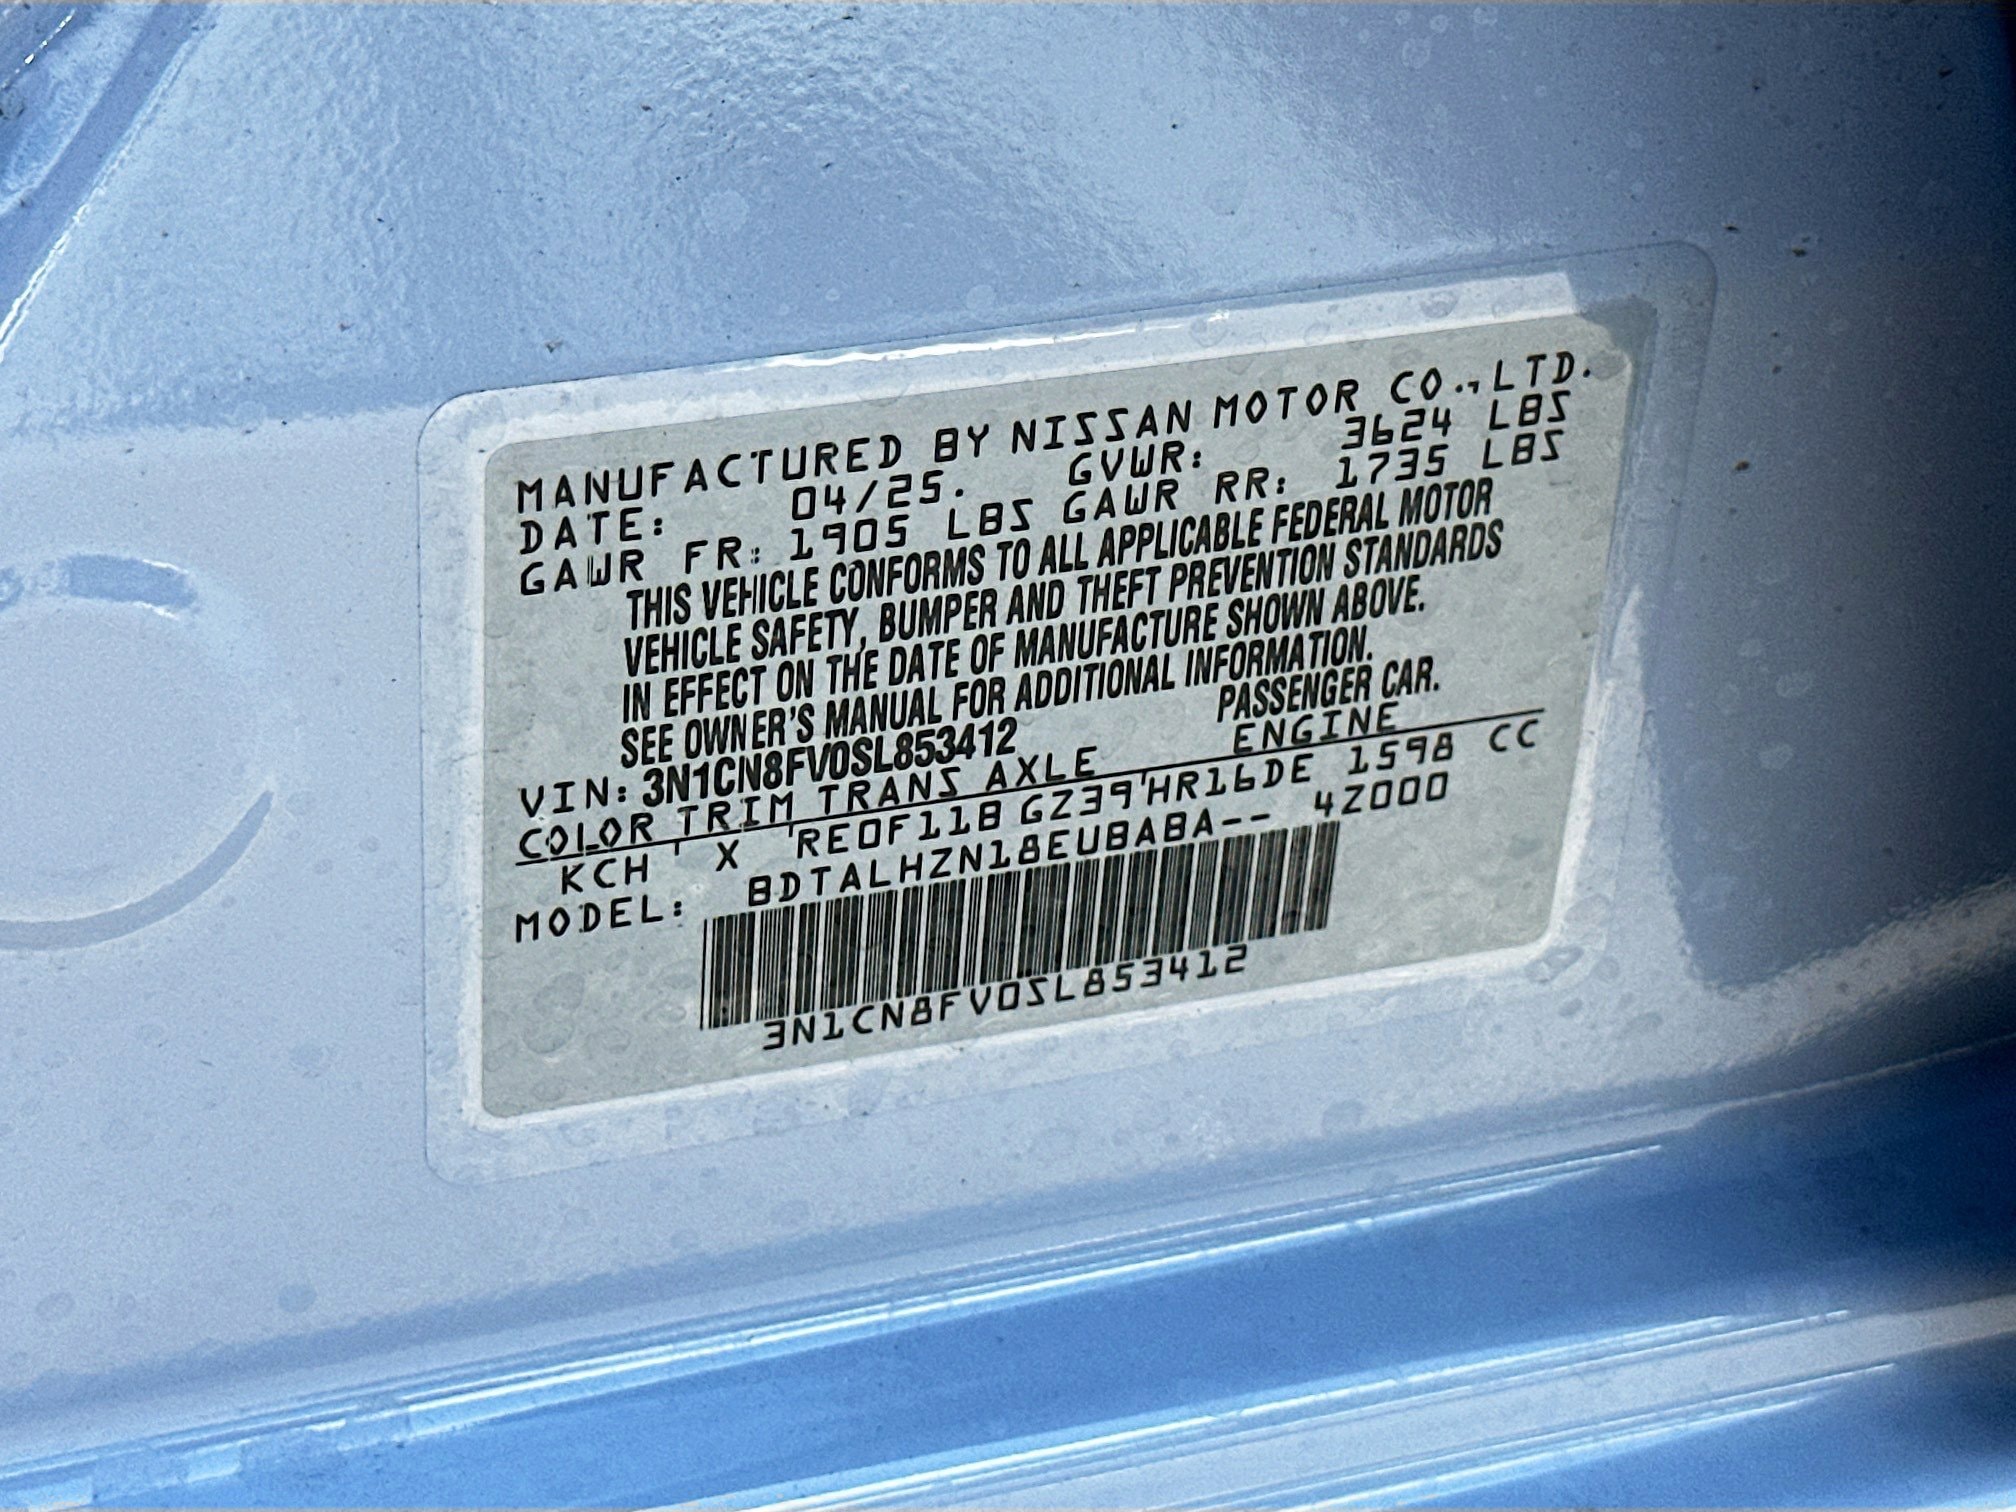 MANUFACTURED BY NISSAN MOTOR CO.,LTD.
DATE: 04/25. GVWR: 3624 LBS
GAWR FR: 1905 LBS GAWR RR: 1735 LBS
THIS VEHICLE CONFORMS TO ALL APPLICABLE FEDERAL MOTOR
VEHICLE SAFETY, BUMPER AND THEFT PREVENTION STANDARDS
IN EFFECT ON THE DATE OF MANUFACTURE SHOWN ABOVE.
SEE OWNER'S MANUAL FOR ADDITIONAL INFORMATION.
VIN: 3N1CN8FV0SL853412 PASSENGER CAR.
COLOR TRIM TRANS AXLE ENGINE
KCH X RE0F11B GZ39 HR16DE 1598 CC
MODEL: BDTALHZN18EUBABA-- 4Z000
3N1CN8FV0SL853412